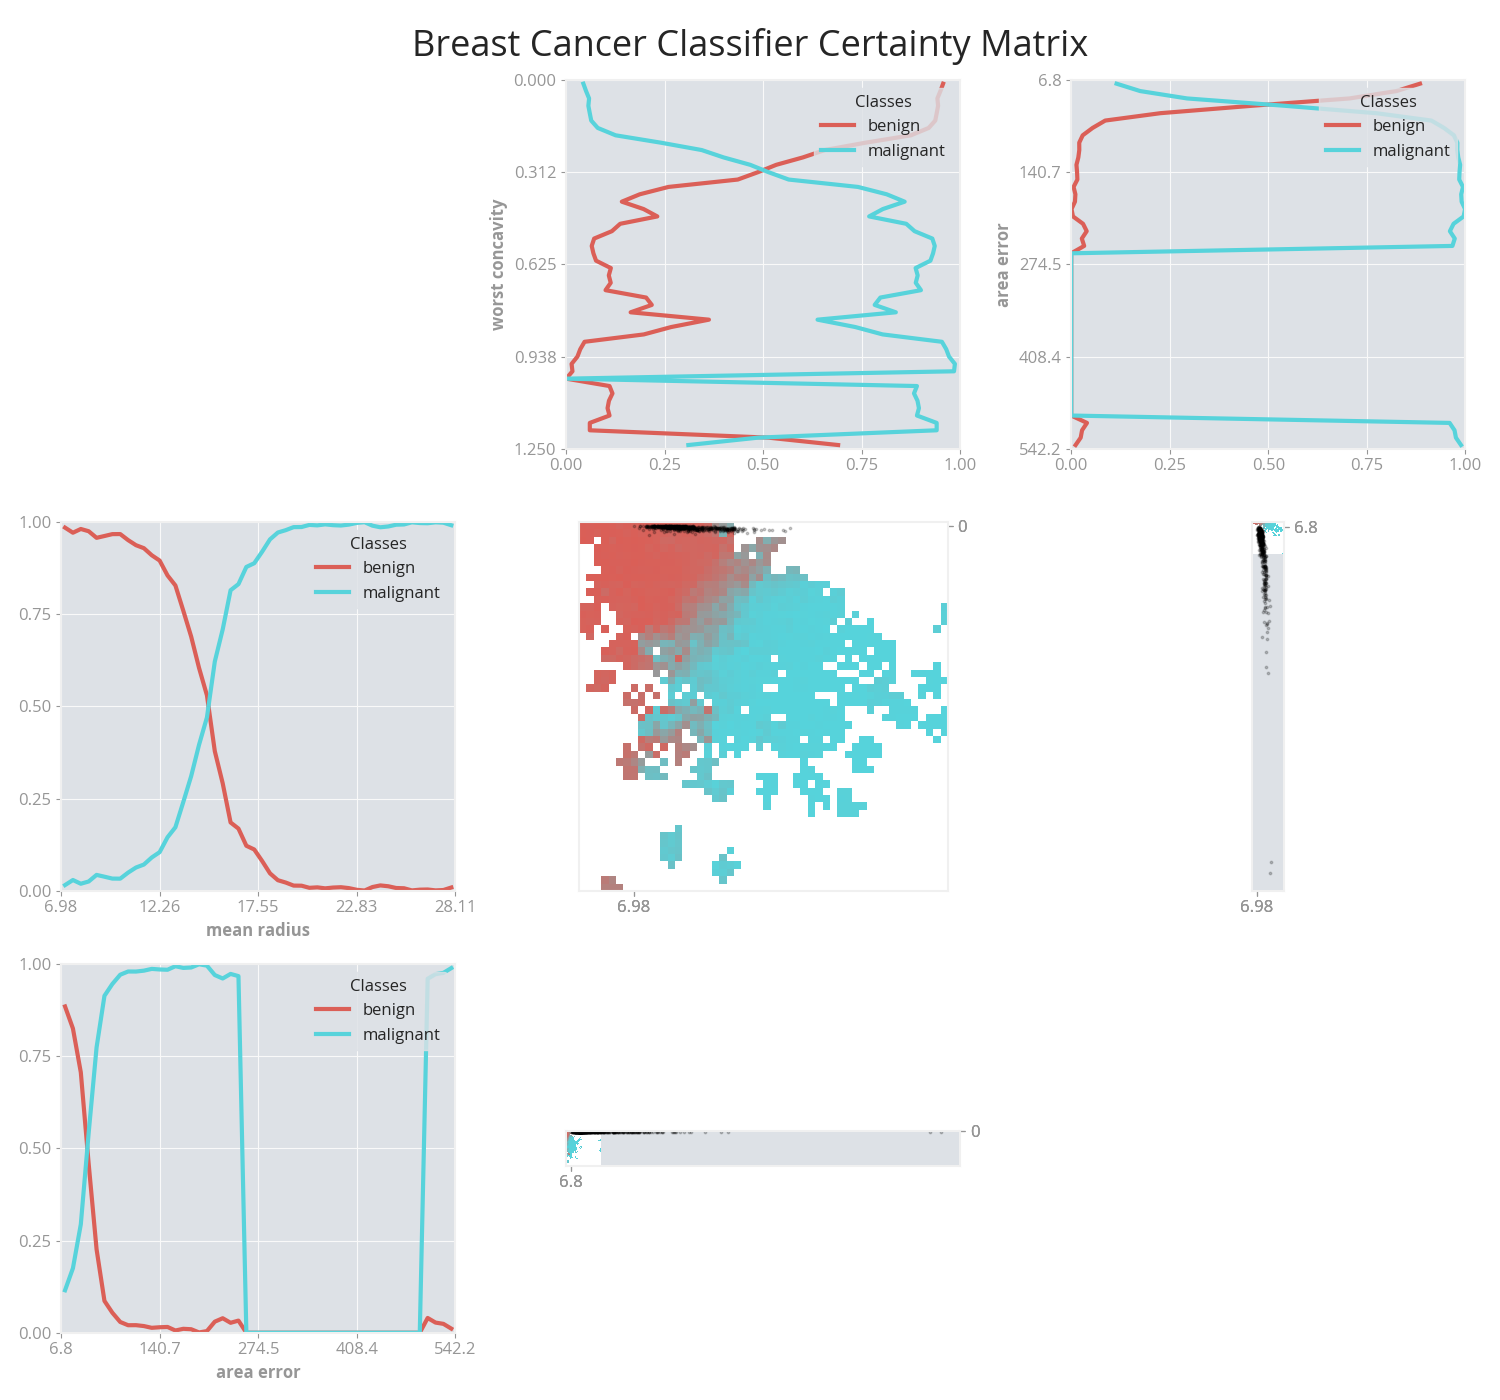 Breast Cancer Classifier Certainty Matrix
0.000
0.312
0.625
0.938
1.250
worst concavity
Classes
benign
malignant
0.00 0.25 0.50 0.75 1.00
6.8
140.7
274.5
408.4
542.2
area error
Classes
benign
malignant
0.00 0.25 0.50 0.75 1.00
1.00
0.75
0.50
0.25
0.00
Classes
benign
malignant
6.98 12.26 17.55 22.83 28.11
mean radius
0
6.98
6.8
6.98
1.00
0.75
0.50
0.25
0.00
Classes
benign
malignant
6.8 140.7 274.5 408.4 542.2
area error
0
6.8